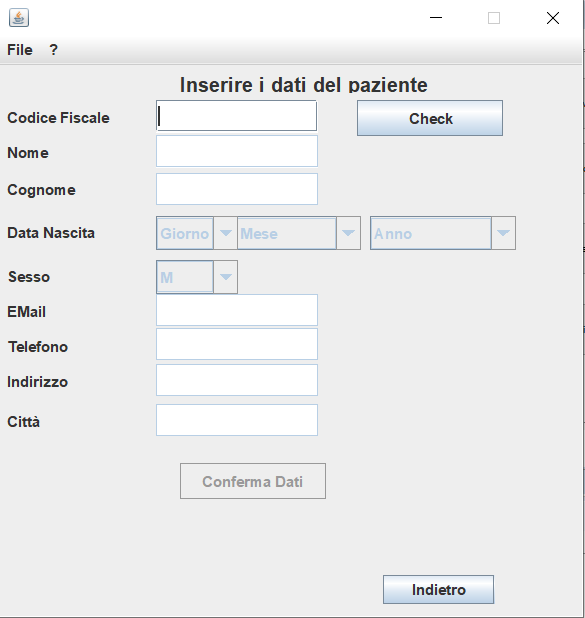 File ?
Inserire i dati del paziente
Codice Fiscale Check
Nome
Cognome
Data Nascita Giorno Mese Anno
Sesso M
EMail
Telefono
Indirizzo
Città
Conferma Dati
Indietro